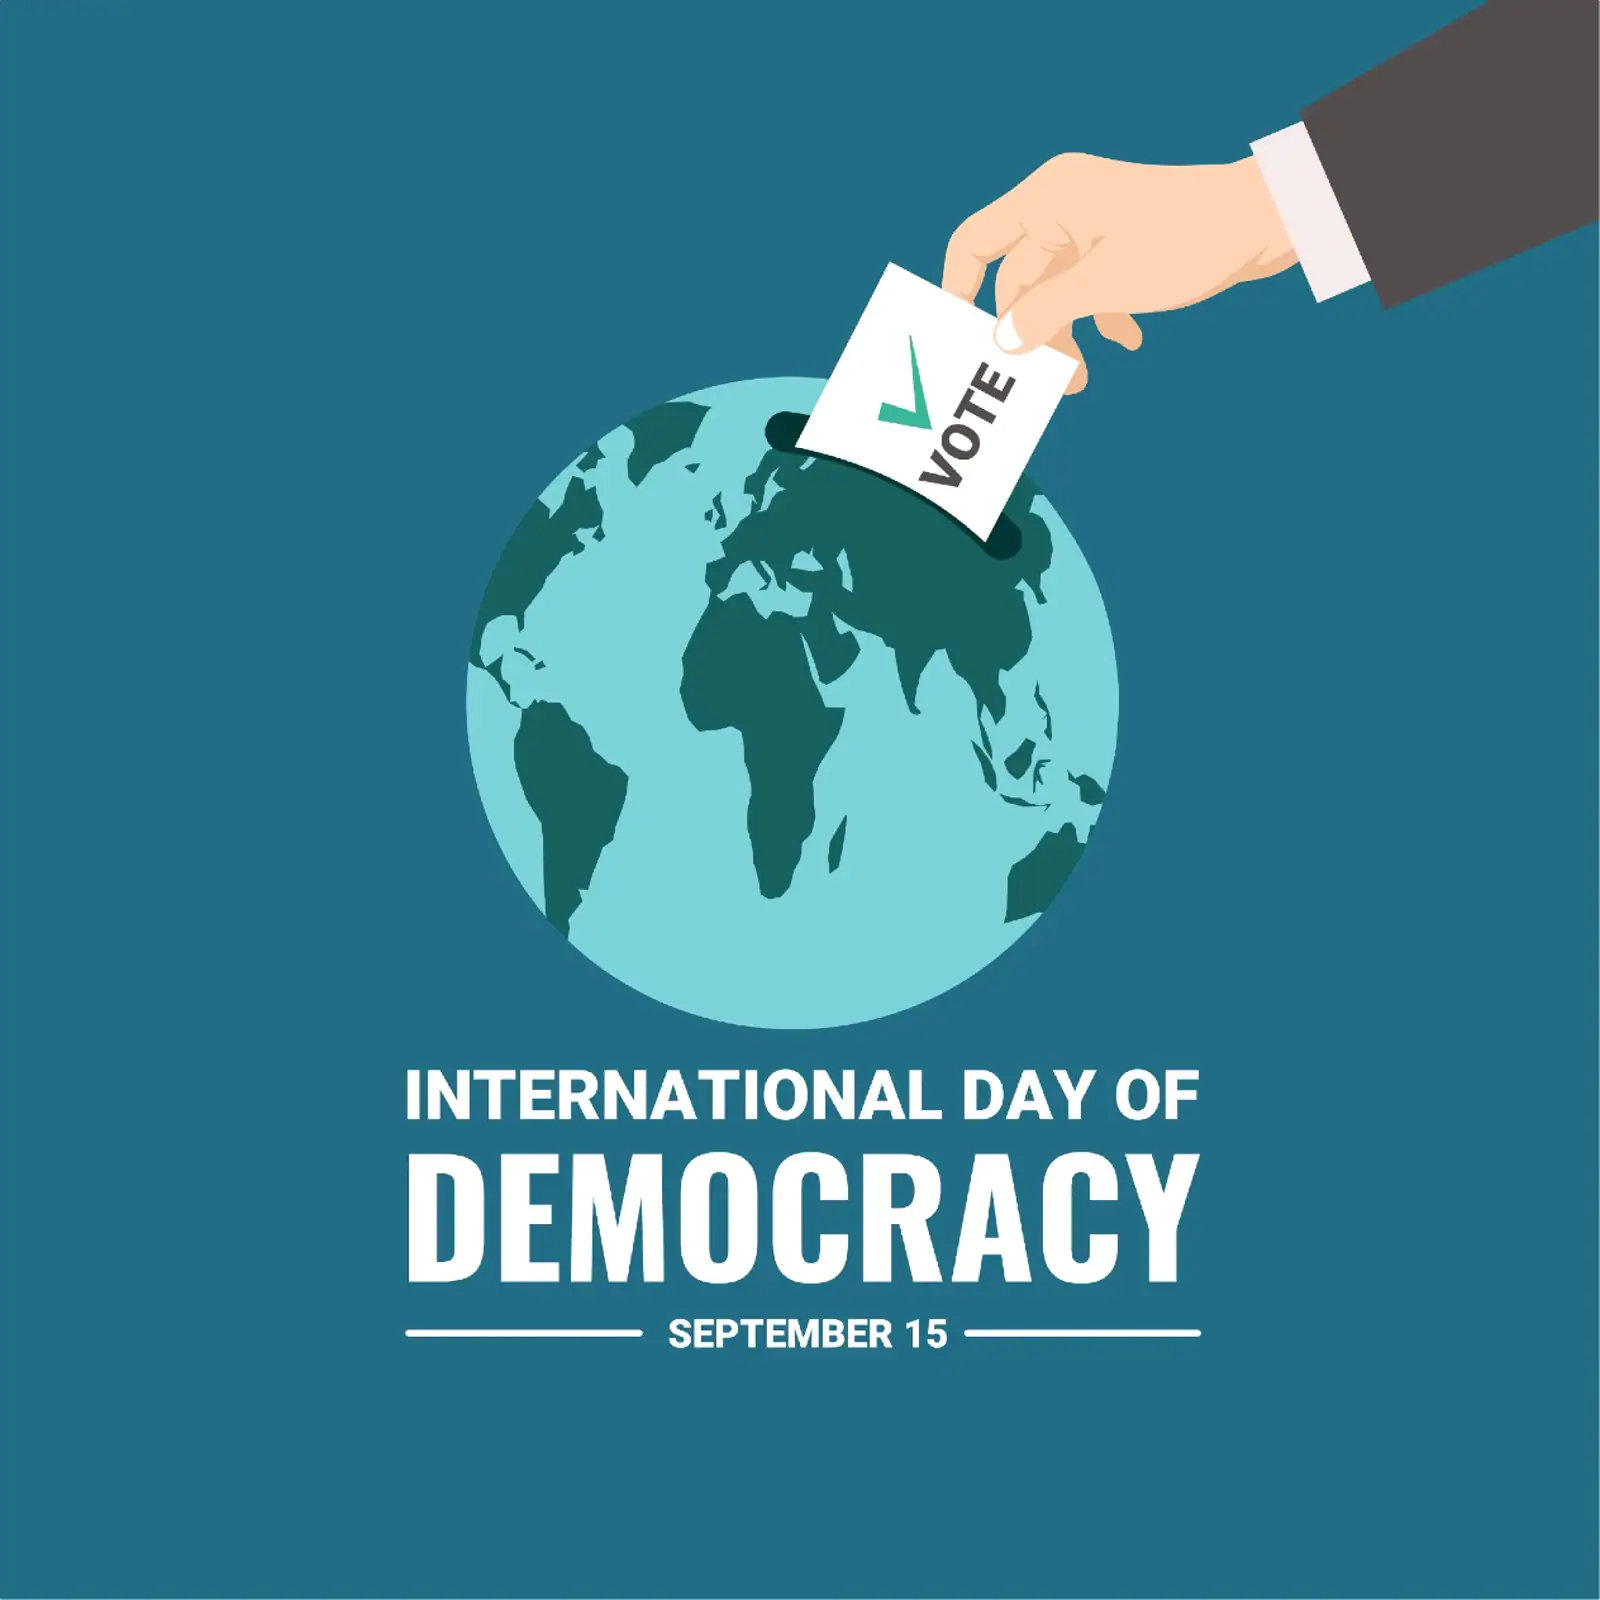 VOTE
INTERNATIONAL DAY OF
DEMOCRACY
SEPTEMBER 15